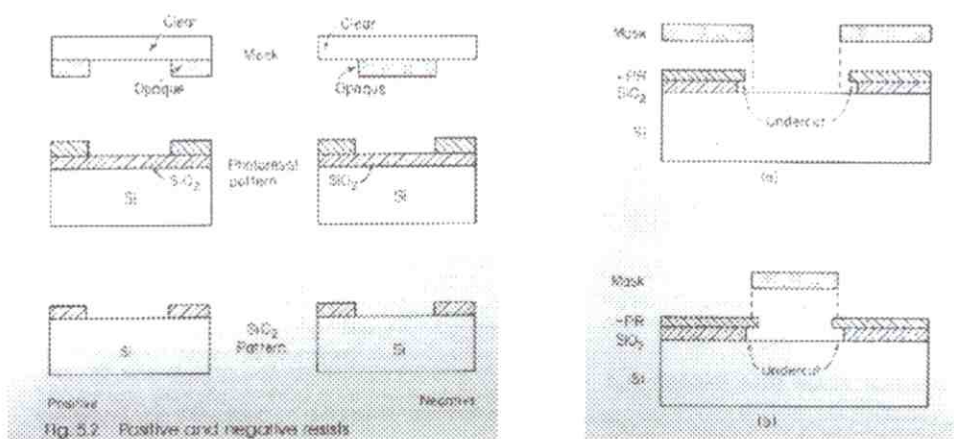 Clear
Mask
Opaque
Clear
Opaque
SiO₂
Si
Photoresist
pattern
SiO₂
Si
Si
SiO₂
Pattern
Si
Positive
Negative
Fig. 5.2 Positive and negative resists
Mask
+PR
SiO₂
Undercut
Si
(a)
Mask
-PR
SiO₂
Undercut
Si
(b)